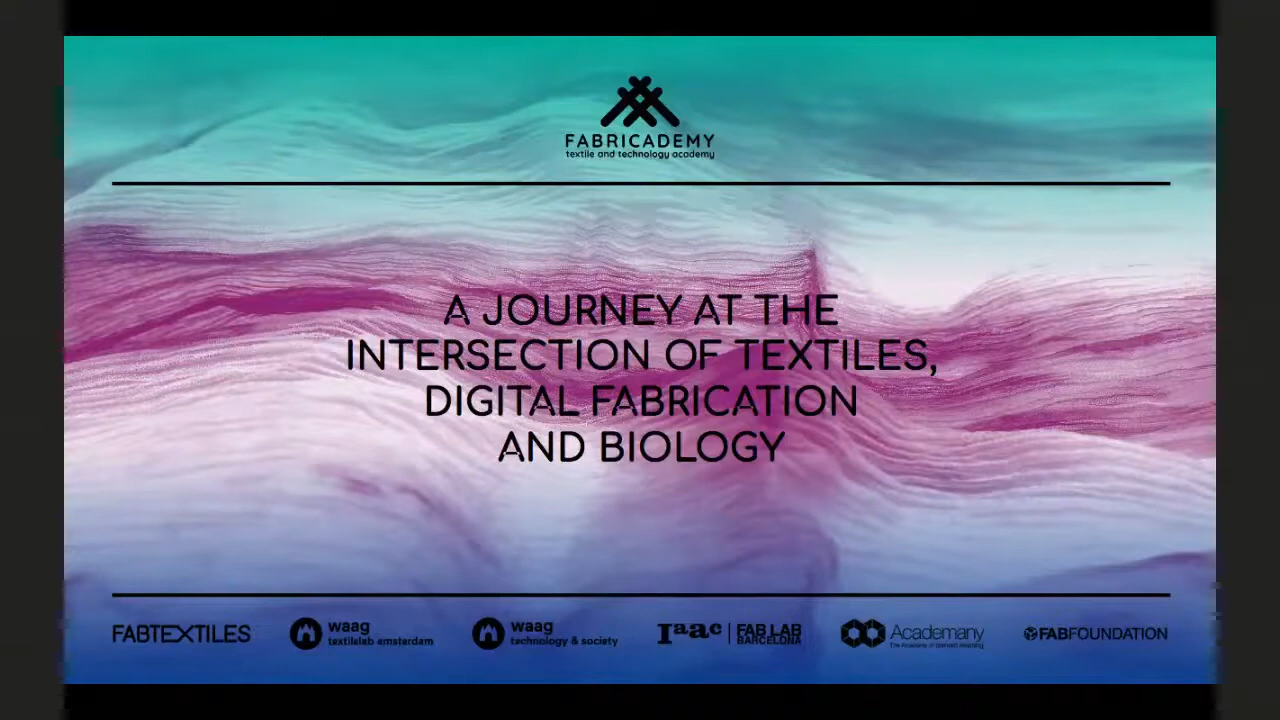 FABRICADEMY
textile and technology academy
A JOURNEY AT THE
INTERSECTION OF TEXTILES,
DIGITAL FABRICATION
AND BIOLOGY
FABTEXTILES
waag
textilelab amsterdam
waag
technology & society
Iaac | FAB LAB
BARCELONA
Academany
FABFOUNDATION